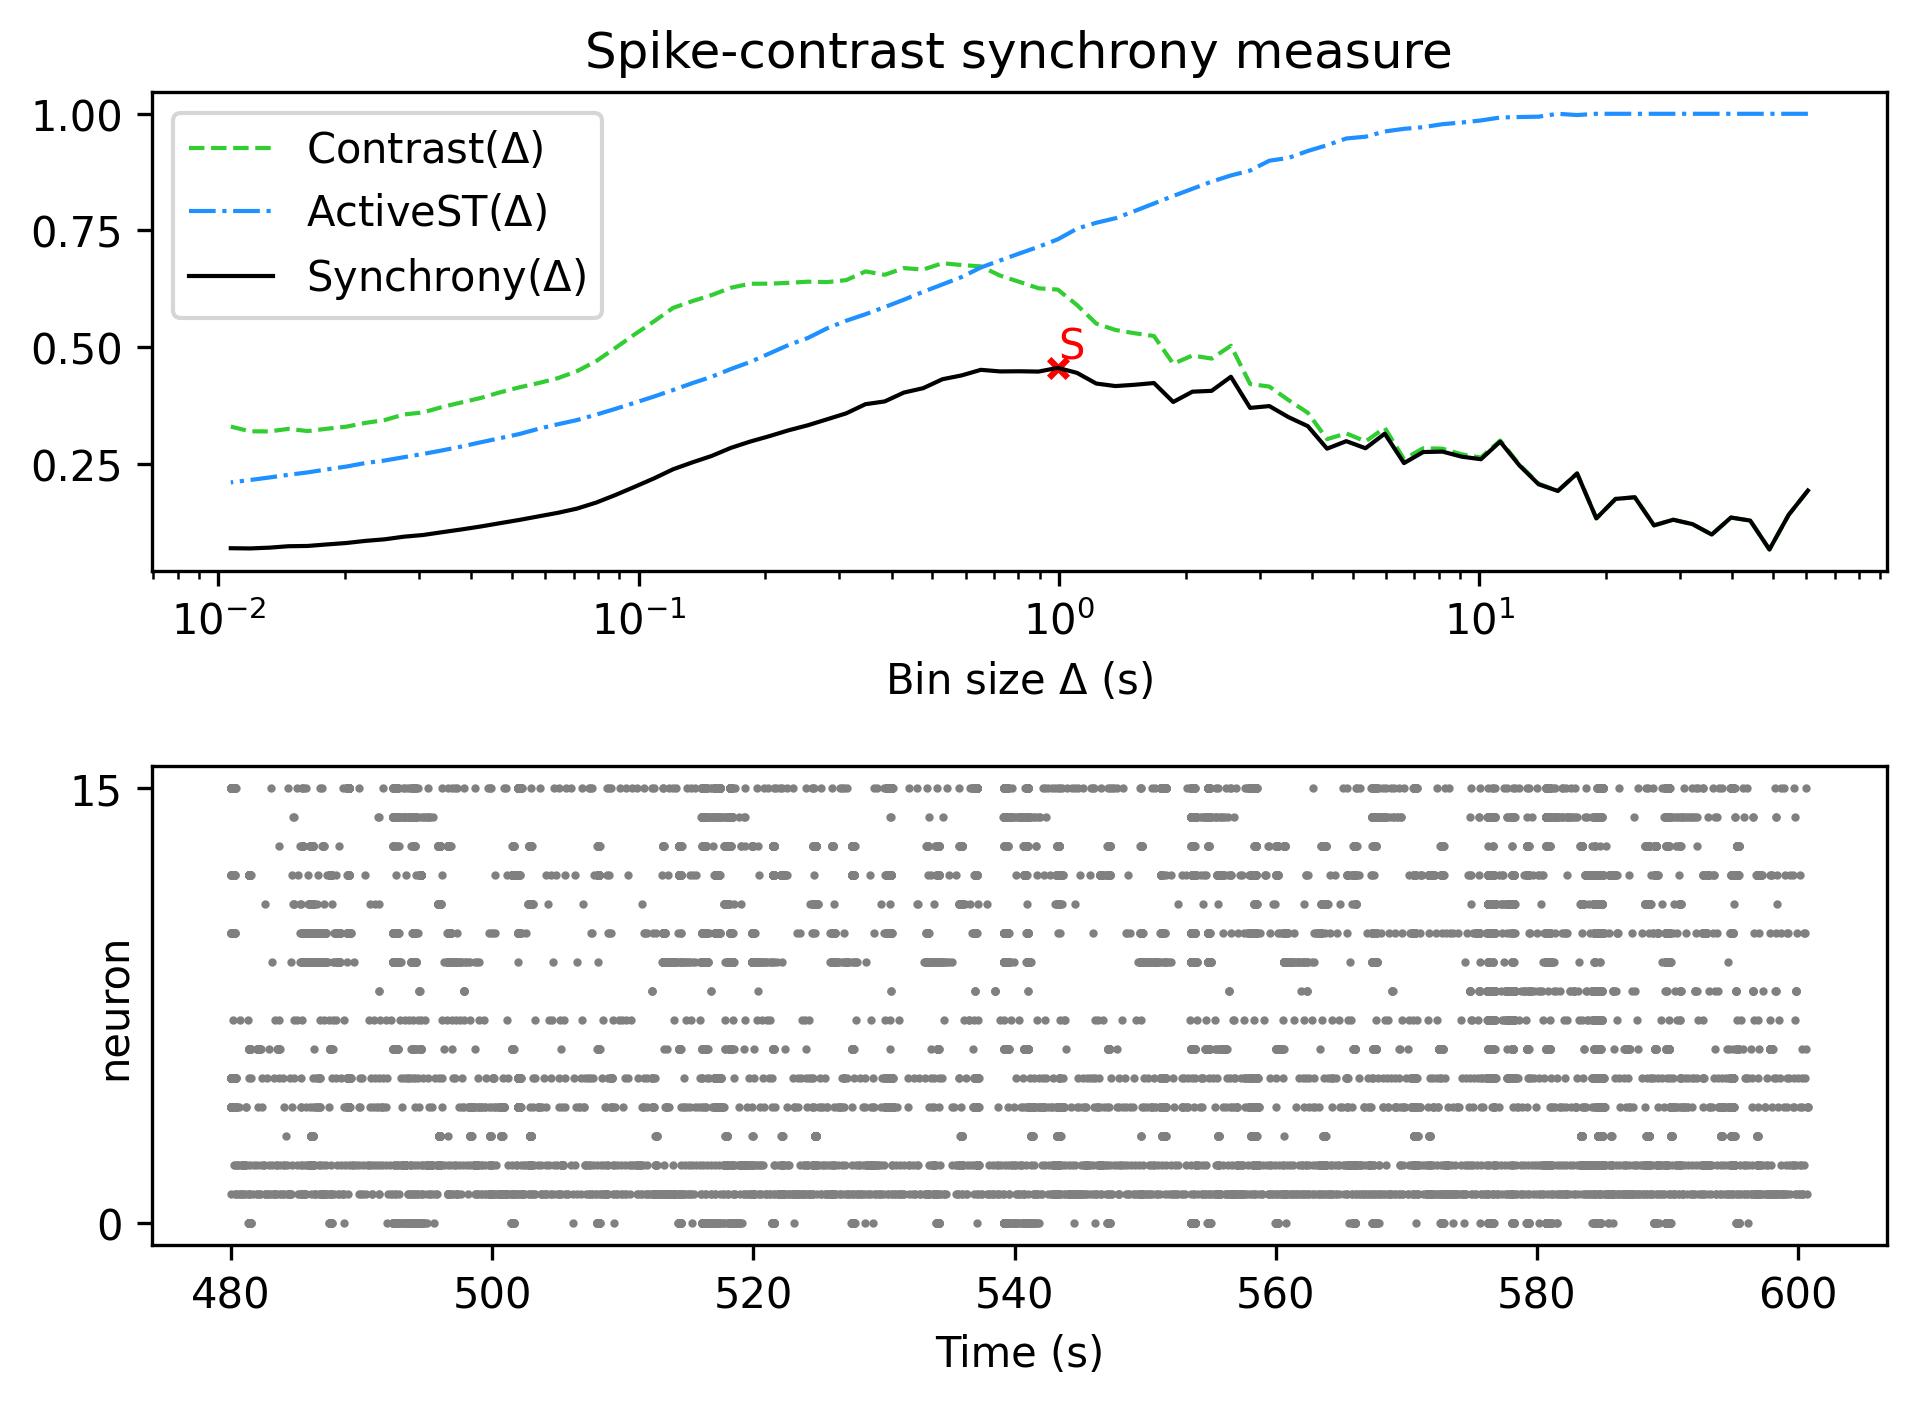 Spike-contrast synchrony measure
1.00
0.75
0.50
0.25
Contrast(Δ)
ActiveST(Δ)
Synchrony(Δ)
S
10⁻² 10⁻¹ 10⁰ 10¹
Bin size Δ (s)
15
0
neuron
480 500 520 540 560 580 600
Time (s)